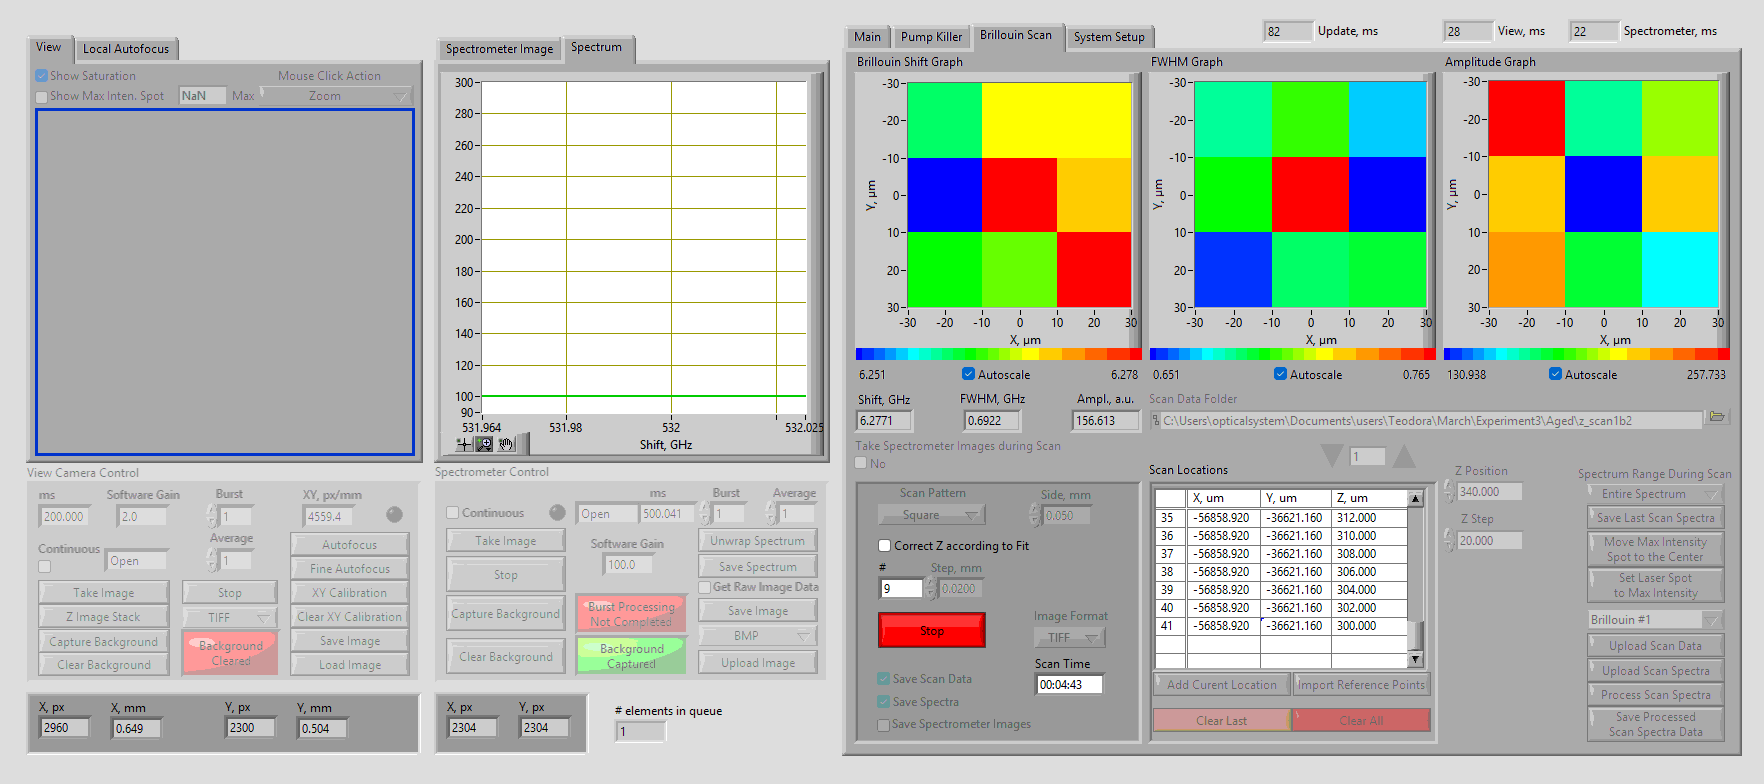 View
Local Autofocus
Show Saturation
Mouse Click Action
Show Max Inten. Spot
NaN
Max
Zoom
View Camera Control
ms
Software Gain
Burst
XY, px/mm
200.000
2.0
1
4559.4
Average
Continuous
Open
1
Autofocus
Fine Autofocus
Take Image
Stop
XY Calibration
Z Image Stack
TIFF
Clear XY Calibration
Capture Background
Background
Cleared
Save Image
Clear Background
Load Image
X, px
X, mm
Y, px
Y, mm
2960
0.649
2300
0.504
Spectrometer Image
Spectrum
300
280
260
240
220
200
180
160
140
120
100
90
531.964
531.98
532
532.025
Shift, GHz
Spectrometer Control
ms
Burst
Average
Continuous
Open
500.041
1
1
Take Image
Software Gain
Unwrap Spectrum
Stop
100.0
Save Spectrum
Get Raw Image Data
Capture Background
Burst Processing
Not Completed
Save Image
BMP
Clear Background
Background
Captured
Upload Image
X, px
Y, px
2304
2304
# elements in queue
1
82
Update, ms
28
View, ms
22
Spectrometer, ms
Main
Pump Killer
Brillouin Scan
System Setup
Brillouin Shift Graph
-30
-20
-10
0
10
20
30
Y, µm
-30
-20
-10
0
10
20
30
X, µm
6.251
Autoscale
6.278
FWHM Graph
-30
-20
-10
0
10
20
30
Y, µm
-30
-20
-10
0
10
20
30
X, µm
0.651
Autoscale
0.765
Amplitude Graph
-30
-20
-10
0
10
20
30
Y, µm
-30
-20
-10
0
10
20
30
X, µm
130.938
Autoscale
257.733
Shift, GHz
FWHM, GHz
Ampl., a.u.
Scan Data Folder
6.2771
0.6922
156.613
C:\Users\opticalsystem\Documents\users\Teodora\March\Experiment3\Aged\z_scan1b2
Take Spectrometer Images during Scan
No
1
Scan Pattern
Side, mm
Square
0.050
Correct Z according to Fit
#
Step, mm
9
0.0200
Stop
Image Format
TIFF
Scan Time
00:04:43
Save Scan Data
Save Spectra
Save Spectrometer Images
Scan Locations
X, um Y, um Z, um
35 -56858.920 -36621.160 312.000
36 -56858.920 -36621.160 310.000
37 -56858.920 -36621.160 308.000
38 -56858.920 -36621.160 306.000
39 -56858.920 -36621.160 304.000
40 -56858.920 -36621.160 302.000
41 -56858.920 -36621.160 300.000
Add Curent Location
Import Reference Points
Clear Last
Clear All
Z Position
340.000
Z Step
20.000
Spectrum Range During Scan
Entire Spectrum
Save Last Scan Spectra
Move Max Intensity
Spot to the Center
Set Laser Spot
to Max Intensity
Brillouin #1
Upload Scan Data
Upload Scan Spectra
Process Scan Spectra
Save Processed
Scan Spectra Data